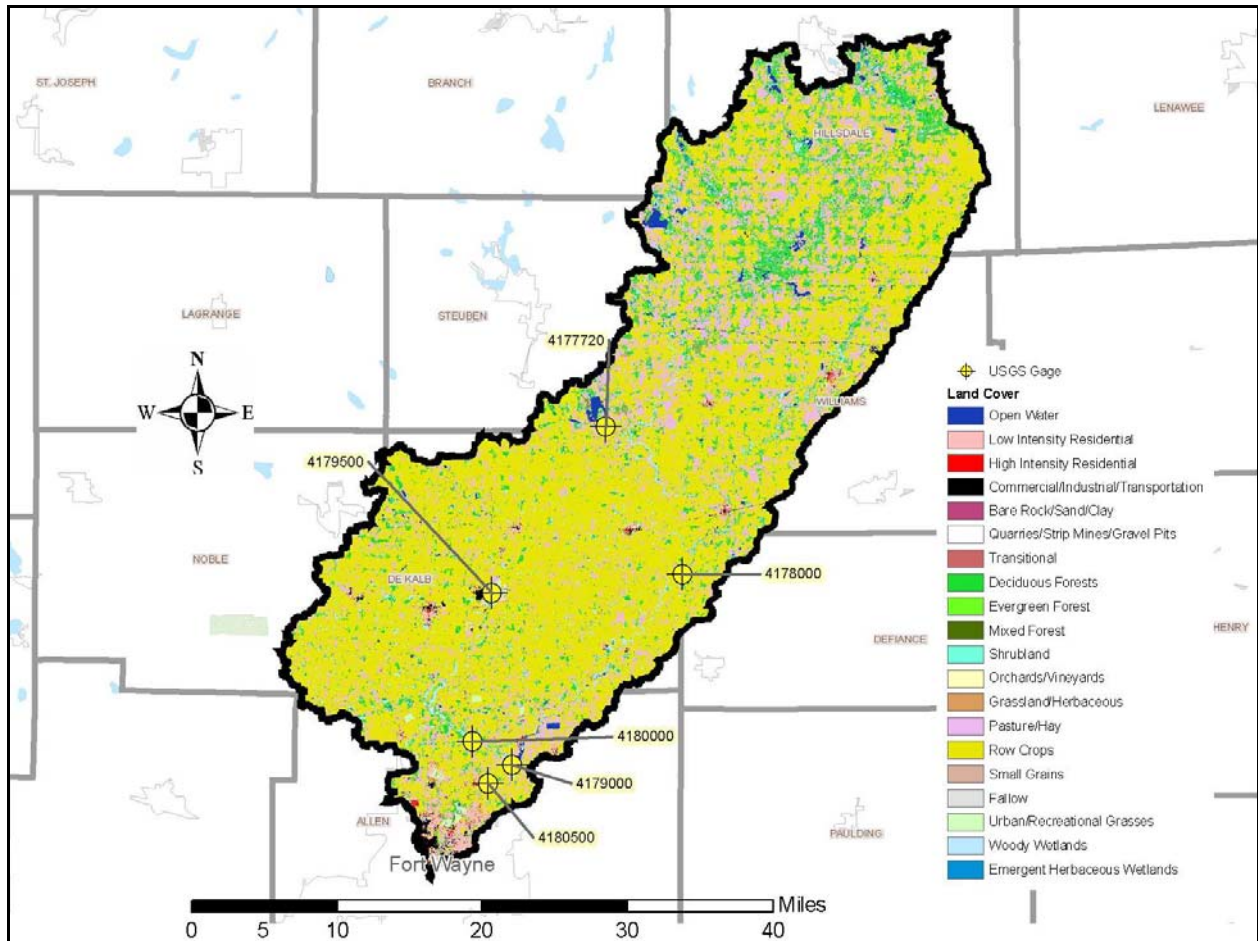 ST. JOSEPH
BRANCH
LENAWEE
HILLSDALE
LAGRANGE
STEUBEN
4177720
N
W E
S
WILLIAMS
4179500
NOBLE
DE KALB
4178000
DEFIANCE
HENRY
4180000
4179000
ALLEN
4180500
PAULDING
Fort Wayne
USGS Gage
Land Cover
Open Water
Low Intensity Residential
High Intensity Residential
Commercial/Industrial/Transportation
Bare Rock/Sand/Clay
Quarries/Strip Mines/Gravel Pits
Transitional
Deciduous Forests
Evergreen Forest
Mixed Forest
Shrubland
Orchards/Vineyards
Grassland/Herbaceous
Pasture/Hay
Row Crops
Small Grains
Fallow
Urban/Recreational Grasses
Woody Wetlands
Emergent Herbaceous Wetlands
Miles
0 5 10 20 30 40